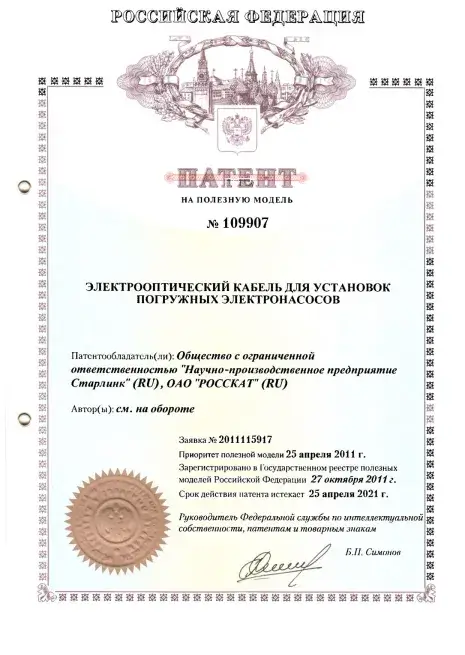 РОССИЙСКАЯ ФЕДЕРАЦИЯ
ПАТЕНТ
НА ПОЛЕЗНУЮ МОДЕЛЬ
№ 109907
ЭЛЕКТРООПТИЧЕСКИЙ КАБЕЛЬ ДЛЯ УСТАНОВОК
ПОГРУЖНЫХ ЭЛЕКТРОНАСОСОВ
Патентообладатель(ли): Общество с ограниченной
ответственностью "Научно-производственное предприятие
Старлинк" (RU), ОАО "РОССКАТ" (RU)
Автор(ы): см. на обороте
Заявка № 2011115917
Приоритет полезной модели 25 апреля 2011 г.
Зарегистрировано в Государственном реестре полезных
моделей Российской Федерации 27 октября 2011 г.
Срок действия патента истекает 25 апреля 2021 г.
Руководитель Федеральной службы по интеллектуальной
собственности, патентам и товарным знакам
Б.П. Симонов